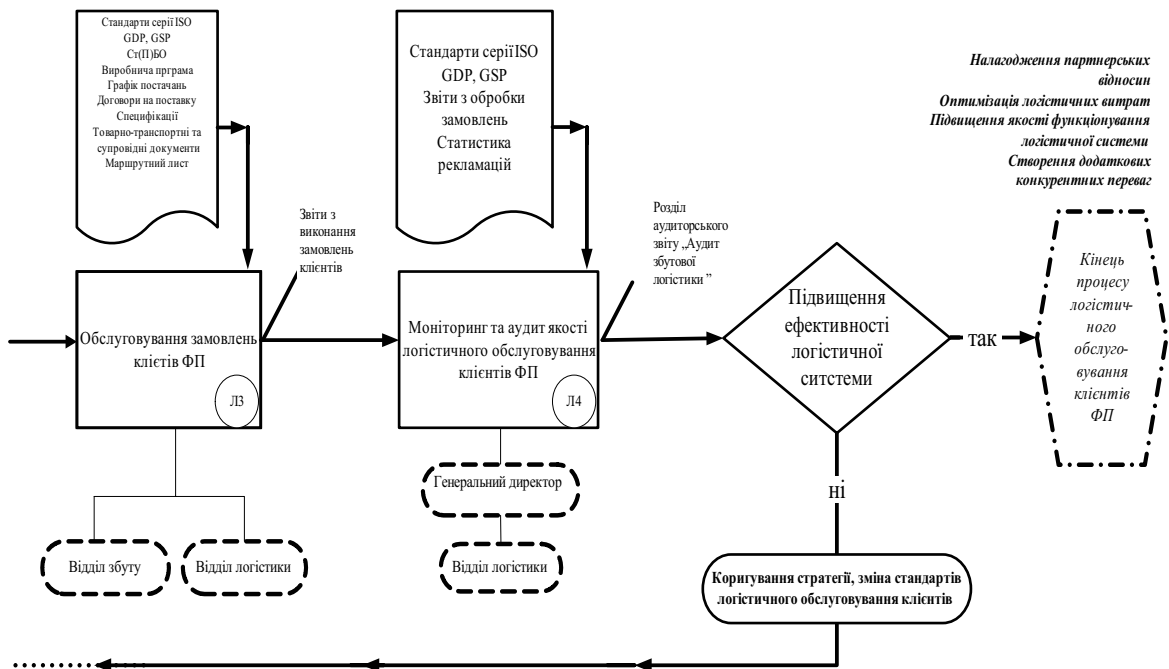 Стандарти серії ISO
GDP, GSP
Ст(П)БО
Виробнича прграма
Графік постачань
Договори на поставку
Специфікації
Товарно-транспортні та
супровідні документи
Маршрутний лист
Стандарти серії ISO
GDP, GSP
Звіти з обробки
замовлень
Статистика
рекламацій
Налагодження партнерських
відносин
Оптимізація логістичних витрат
Підвищення якості функціонування
логістичної системи
Створення додаткових
конкурентних переваг
Звіти з
виконання
замовлень
клієнтів
Розділ
аудиторського
звіту „Аудит
збутової
логістики ”
Обслуговування замовлень
клієтів ФП
Л3
Моніторинг та аудит якості
логістичного обслуговування
клієнтів ФП
Л4
Підвищення
ефективності
логістичної
ситстеми
так
Кінець
процесу
логістич-
ного
обслуго-
вування
клієнтів
ФП
ні
Відділ збуту
Відділ логістики
Генеральний директор
Відділ логістики
Коригування стратегії, зміна стандартів
логістичного обслуговування клієнтів